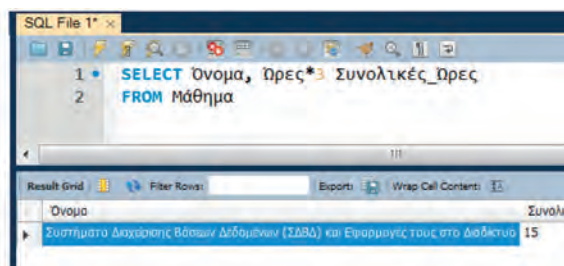 SQL File 1* ×
1 SELECT Όνομα, Ώρες*3 Συνολικές_Ώρες
2 FROM Μάθημα
Result Grid Filter Rows: Export: Wrap Cell Content:
Όνομα Συνολ
Συστήματα Διαχείρισης Βάσεων Δεδομένων (ΣΔΒΔ) και Εφαρμογές τους στο Διαδίκτυο 15